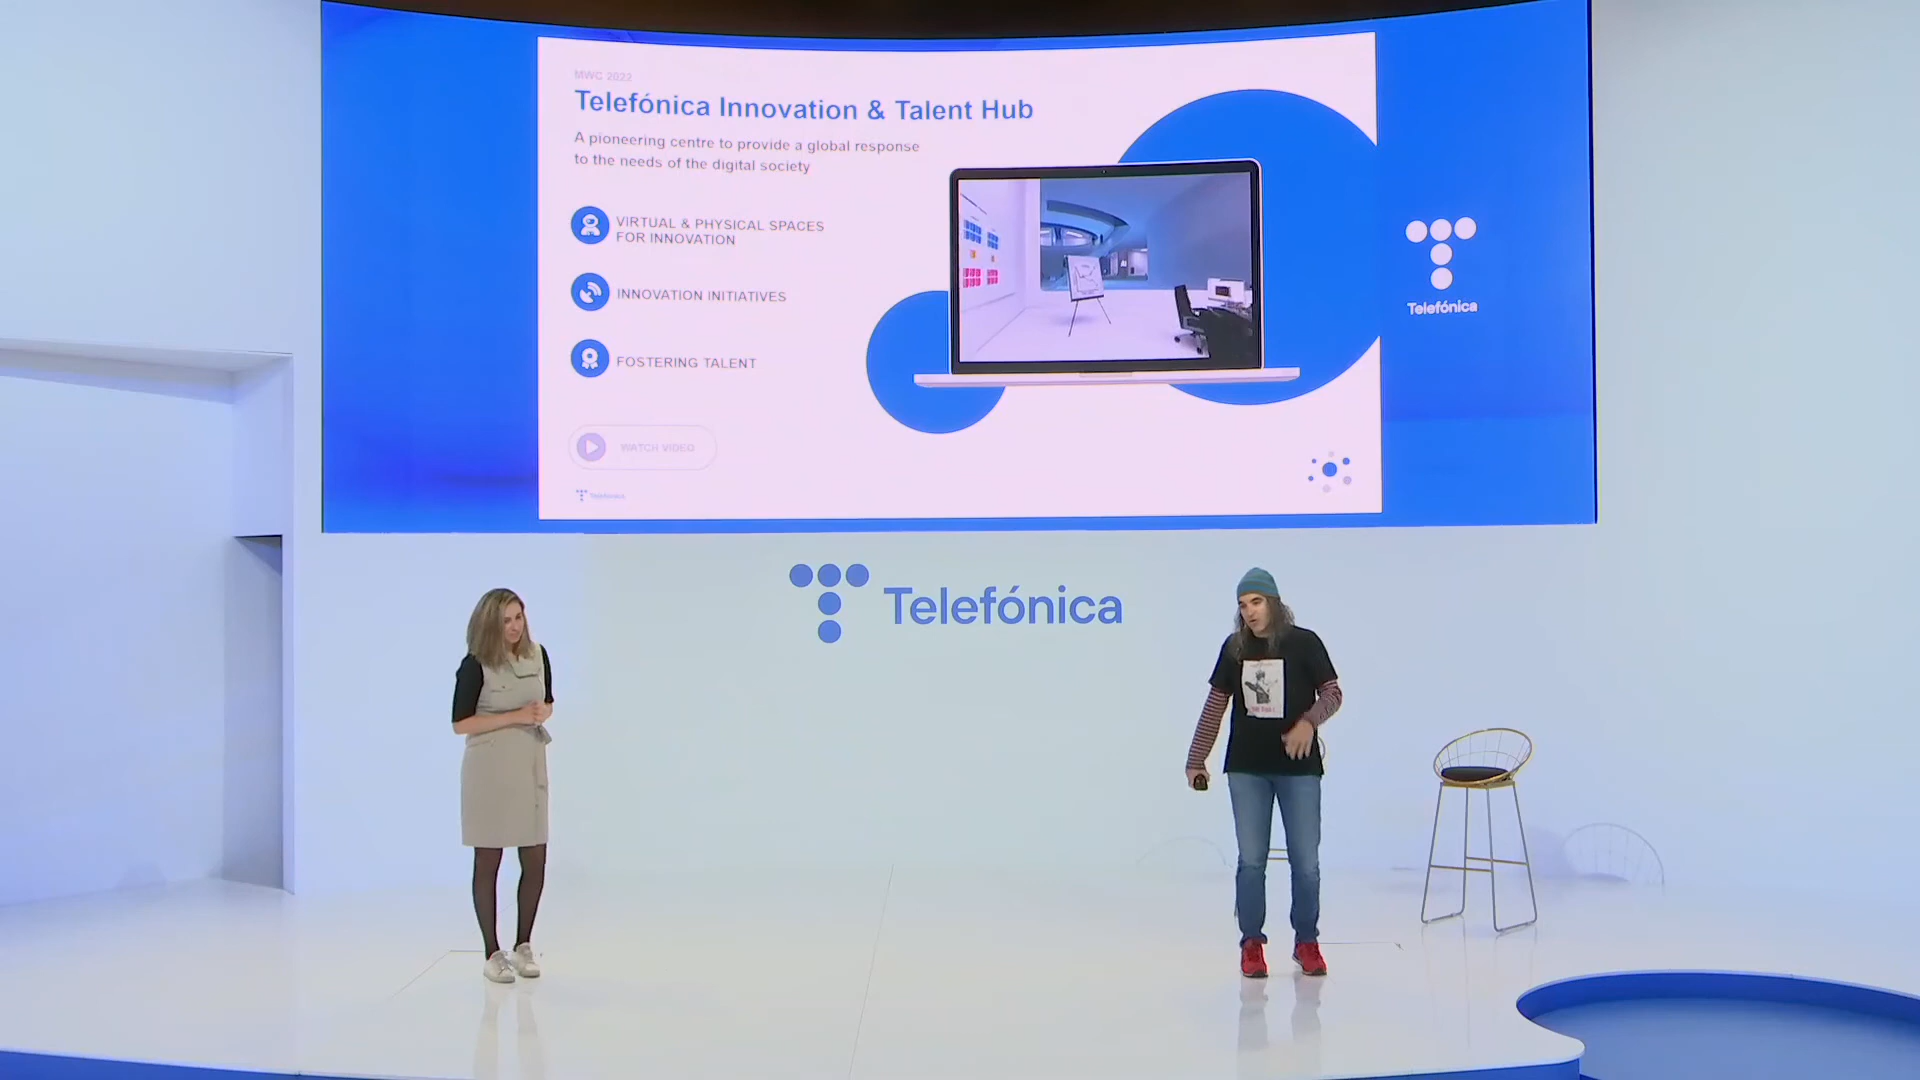 MWC 2022
Telefónica Innovation & Talent Hub
A pioneering centre to provide a global response
to the needs of the digital society
VIRTUAL & PHYSICAL SPACES
FOR INNOVATION
INNOVATION INITIATIVES
FOSTERING TALENT
WATCH VIDEO
Telefónica
Telefónica
Telefónica